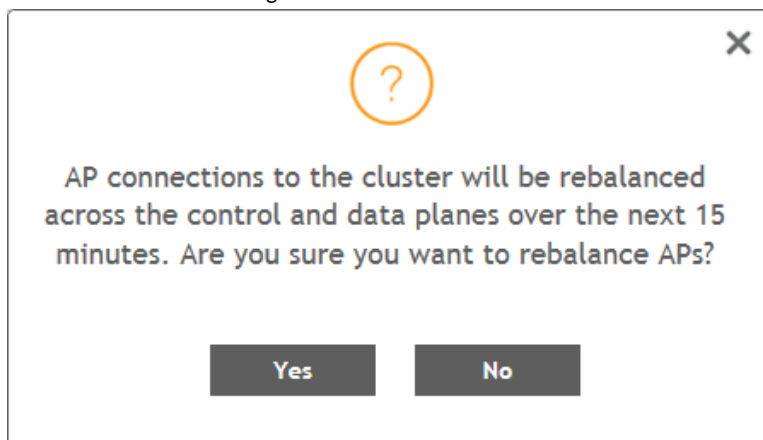 ?
AP connections to the cluster will be rebalanced
across the control and data planes over the next 15
minutes. Are you sure you want to rebalance APs?
Yes No